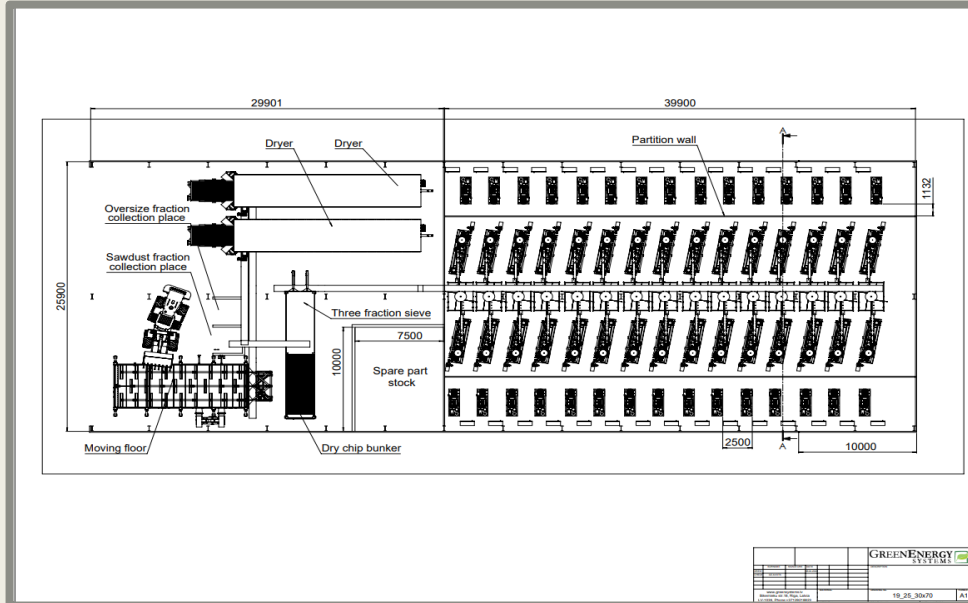 29901
39900
A
Dryer
Dryer
Partition wall
1132
Oversize fraction
collection place
Sawdust fraction
collection place
25900
Three fraction sieve
7500
10000
Spare part
stock
Moving floor
Dry chip bunker
2500
A
10000
GREENENERGY
SYSTEMS
19_25_30x70
A1